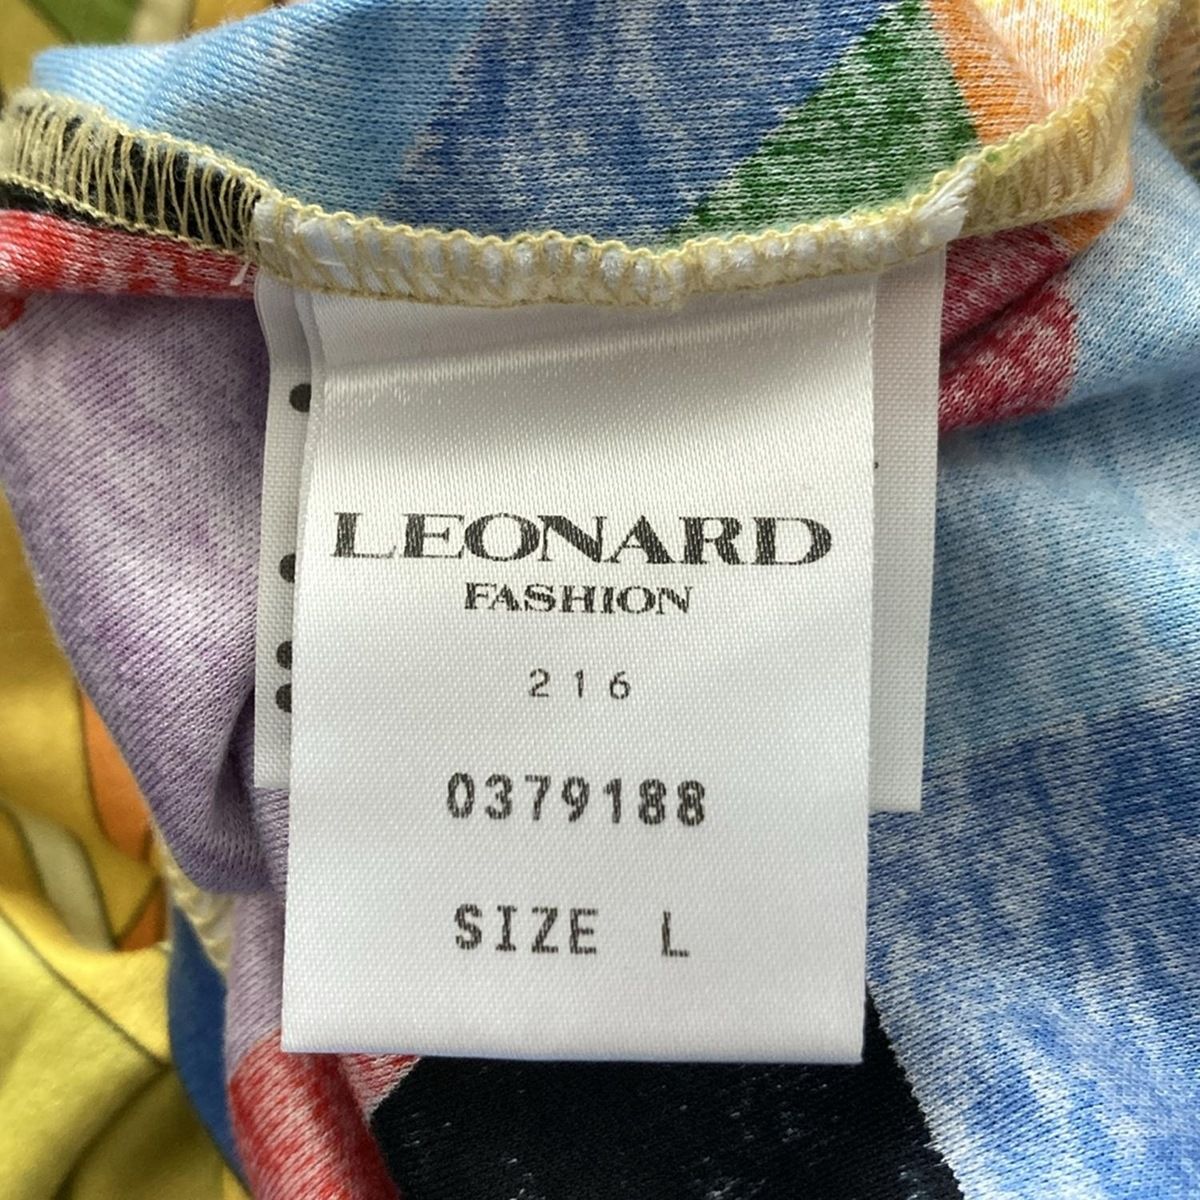 LEONARD
FASHION
216
0379188
SIZE L